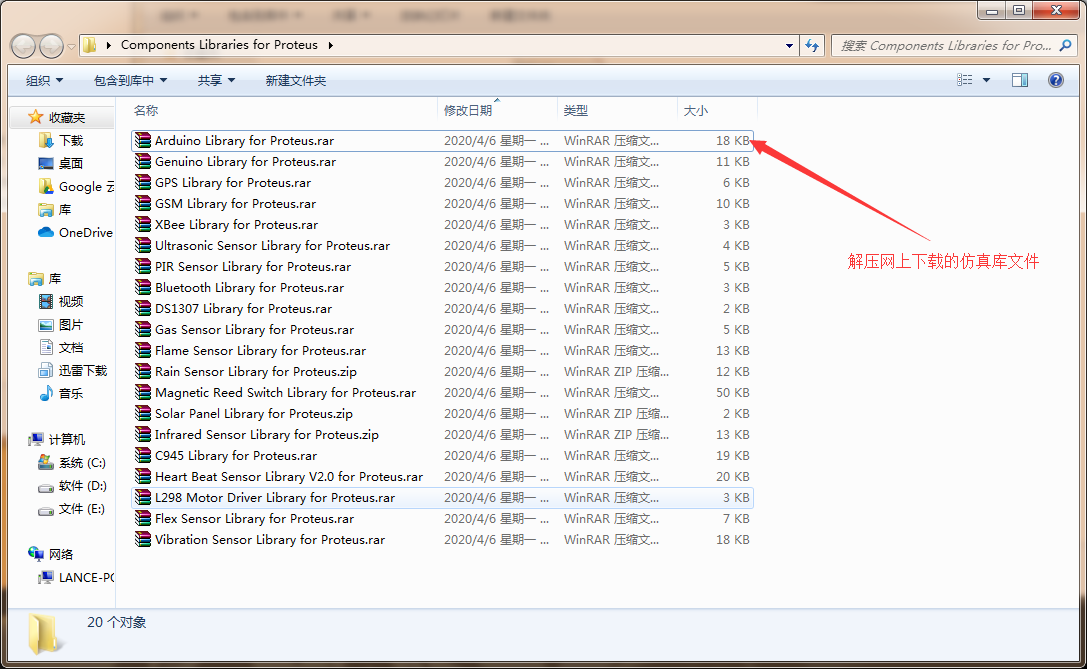 Components Libraries for Proteus
搜索 Components Libraries for Pro...
组织 包含到库中 共享 新建文件夹
名称 修改日期 类型 大小
收藏夹
下载
桌面
Google 云
库
OneDrive
库
视频
图片
文档
迅雷下载
音乐
计算机
系统 (C:)
软件 (D:)
文件 (E:)
网络
LANCE-PC
Arduino Library for Proteus.rar 2020/4/6 星期一 ... WinRAR 压缩文... 18 KB
Genuino Library for Proteus.rar 2020/4/6 星期一 ... WinRAR 压缩文... 11 KB
GPS Library for Proteus.rar 2020/4/6 星期一 ... WinRAR 压缩文... 6 KB
GSM Library for Proteus.rar 2020/4/6 星期一 ... WinRAR 压缩文... 10 KB
XBee Library for Proteus.rar 2020/4/6 星期一 ... WinRAR 压缩文... 3 KB
Ultrasonic Sensor Library for Proteus.rar 2020/4/6 星期一 ... WinRAR 压缩文... 4 KB
PIR Sensor Library for Proteus.rar 2020/4/6 星期一 ... WinRAR 压缩文... 5 KB
Bluetooth Library for Proteus.rar 2020/4/6 星期一 ... WinRAR 压缩文... 3 KB
DS1307 Library for Proteus.rar 2020/4/6 星期一 ... WinRAR 压缩文... 2 KB
Gas Sensor Library for Proteus.rar 2020/4/6 星期一 ... WinRAR 压缩文... 5 KB
Flame Sensor Library for Proteus.rar 2020/4/6 星期一 ... WinRAR 压缩文... 13 KB
Rain Sensor Library for Proteus.zip 2020/4/6 星期一 ... WinRAR ZIP 压缩... 12 KB
Magnetic Reed Switch Library for Proteus.rar 2020/4/6 星期一 ... WinRAR 压缩文... 50 KB
Solar Panel Library for Proteus.zip 2020/4/6 星期一 ... WinRAR ZIP 压缩... 2 KB
Infrared Sensor Library for Proteus.zip 2020/4/6 星期一 ... WinRAR ZIP 压缩... 13 KB
C945 Library for Proteus.rar 2020/4/6 星期一 ... WinRAR 压缩文... 19 KB
Heart Beat Sensor Library V2.0 for Proteus.rar 2020/4/6 星期一 ... WinRAR 压缩文... 20 KB
L298 Motor Driver Library for Proteus.rar 2020/4/6 星期一 ... WinRAR 压缩文... 3 KB
Flex Sensor Library for Proteus.rar 2020/4/6 星期一 ... WinRAR 压缩文... 7 KB
Vibration Sensor Library for Proteus.rar 2020/4/6 星期一 ... WinRAR 压缩文... 18 KB
解压网上下载的仿真库文件
20 个对象